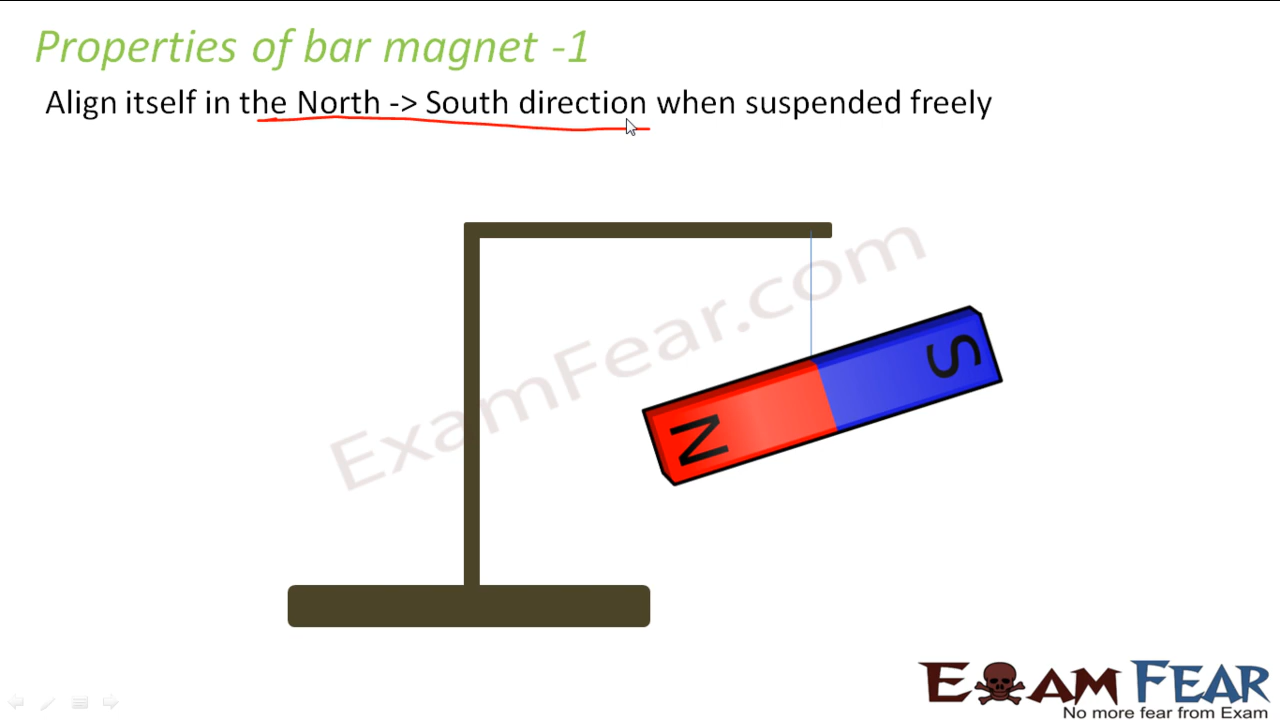 Properties of bar magnet -1
Align itself in the North -> South direction when suspended freely
ExamFear.com
N
S
EXAM FEAR
No more fear from Exam